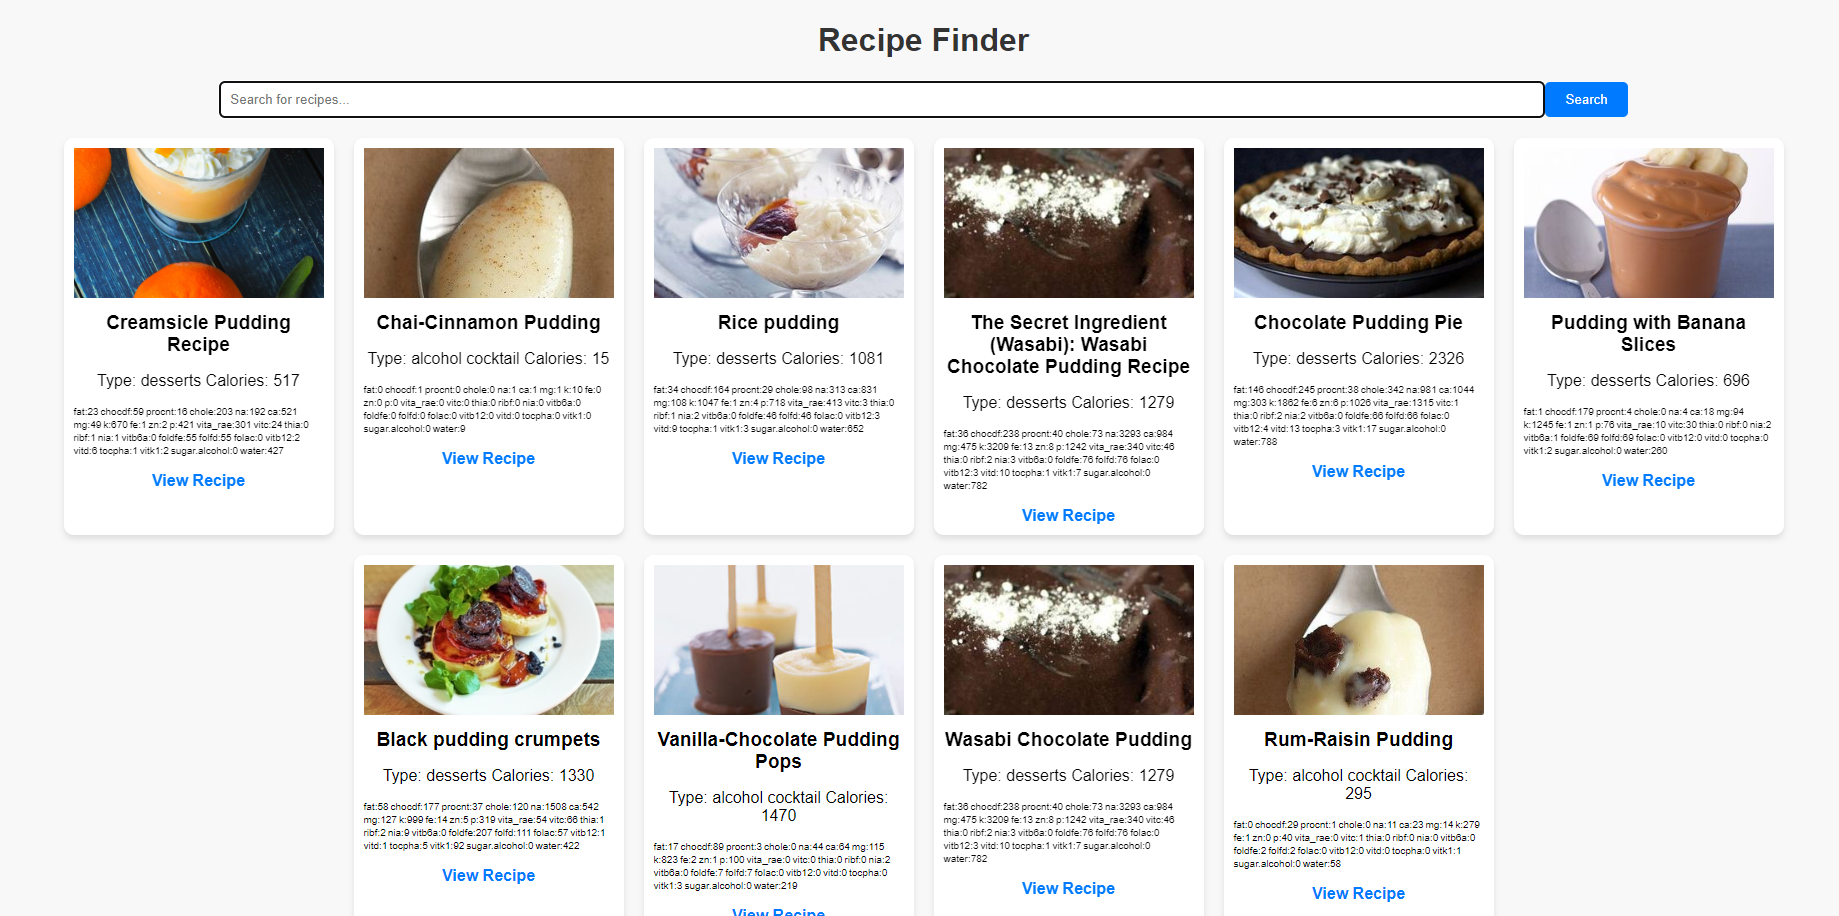 Recipe Finder
Search for recipes...
Search
Creamsicle Pudding
Recipe
Type: desserts Calories: 517
fat:23 chocdf:59 procnt:16 chole:203 na:192 ca:521
mg:49 k:670 fe:1 zn:2 p:421 vita_rae:301 vitc:24 thia:0
ribf:1 nia:1 vitb6a:0 foldfe:55 folfd:55 folac:0 vitb12:2
vitd:6 tocpha:1 vitk1:2 sugar.alcohol:0 water:427
View Recipe
Chai-Cinnamon Pudding
Type: alcohol cocktail Calories: 15
fat:0 chocdf:1 procnt:0 chole:0 na:1 ca:1 mg:1 k:10 fe:0
zn:0 p:0 vita_rae:0 vitc:0 thia:0 ribf:0 nia:0 vitb6a:0
foldfe:0 folfd:0 folac:0 vitb12:0 vitd:0 tocpha:0 vitk1:0
sugar.alcohol:0 water:9
View Recipe
Rice pudding
Type: desserts Calories: 1081
fat:34 chocdf:164 procnt:29 chole:98 na:313 ca:831
mg:108 k:1047 fe:1 zn:4 p:718 vita_rae:413 vitc:3 thia:0
ribf:1 nia:2 vitb6a:0 foldfe:46 folfd:46 folac:0 vitb12:3
vitd:9 tocpha:1 vitk1:3 sugar.alcohol:0 water:652
View Recipe
The Secret Ingredient
(Wasabi): Wasabi
Chocolate Pudding Recipe
Type: desserts Calories: 1279
fat:36 chocdf:238 procnt:40 chole:73 na:3293 ca:984
mg:475 k:3209 fe:13 zn:8 p:1242 vita_rae:340 vitc:46
thia:0 ribf:2 nia:3 vitb6a:0 foldfe:76 folfd:76 folac:0
vitb12:3 vitd:10 tocpha:1 vitk1:7 sugar.alcohol:0
water:782
View Recipe
Chocolate Pudding Pie
Type: desserts Calories: 2326
fat:146 chocdf:245 procnt:38 chole:342 na:981 ca:1044
mg:303 k:1862 fe:6 zn:6 p:1026 vita_rae:1315 vitc:1
thia:0 ribf:2 nia:2 vitb6a:0 foldfe:66 folfd:66 folac:0
vitb12:4 vitd:13 tocpha:3 vitk1:17 sugar.alcohol:0
water:788
View Recipe
Pudding with Banana
Slices
Type: desserts Calories: 696
fat:1 chocdf:179 procnt:4 chole:0 na:4 ca:18 mg:94
k:1245 fe:1 zn:1 p:76 vita_rae:10 vitc:30 thia:0 ribf:0 nia:2
vitb6a:1 foldfe:69 folfd:69 folac:0 vitb12:0 vitd:0 tocpha:0
vitk1:2 sugar.alcohol:0 water:260
View Recipe
Black pudding crumpets
Type: desserts Calories: 1330
fat:58 chocdf:177 procnt:37 chole:120 na:1508 ca:542
mg:127 k:999 fe:14 zn:5 p:319 vita_rae:54 vitc:66 thia:1
ribf:2 nia:9 vitb6a:0 foldfe:207 folfd:111 folac:57 vitb12:1
vitd:1 tocpha:5 vitk1:92 sugar.alcohol:0 water:422
View Recipe
Vanilla-Chocolate Pudding
Pops
Type: alcohol cocktail Calories:
1470
fat:17 chocdf:89 procnt:3 chole:0 na:44 ca:64 mg:115
k:823 fe:2 zn:1 p:100 vita_rae:0 vitc:0 thia:0 ribf:0 nia:2
vitb6a:0 foldfe:7 folfd:7 folac:0 vitb12:0 vitd:0 tocpha:0
vitk1:3 sugar.alcohol:0 water:219
View Recipe
Wasabi Chocolate Pudding
Type: desserts Calories: 1279
fat:36 chocdf:238 procnt:40 chole:73 na:3293 ca:984
mg:475 k:3209 fe:13 zn:8 p:1242 vita_rae:340 vitc:46
thia:0 ribf:2 nia:3 vitb6a:0 foldfe:76 folfd:76 folac:0
vitb12:3 vitd:10 tocpha:1 vitk1:7 sugar.alcohol:0
water:782
View Recipe
Rum-Raisin Pudding
Type: alcohol cocktail Calories:
295
fat:0 chocdf:29 procnt:1 chole:0 na:11 ca:23 mg:14 k:279
fe:1 zn:0 p:40 vita_rae:0 vitc:1 thia:0 ribf:0 nia:0 vitb6a:0
foldfe:2 folfd:2 folac:0 vitb12:0 vitd:0 tocpha:0 vitk1:1
sugar.alcohol:0 water:58
View Recipe